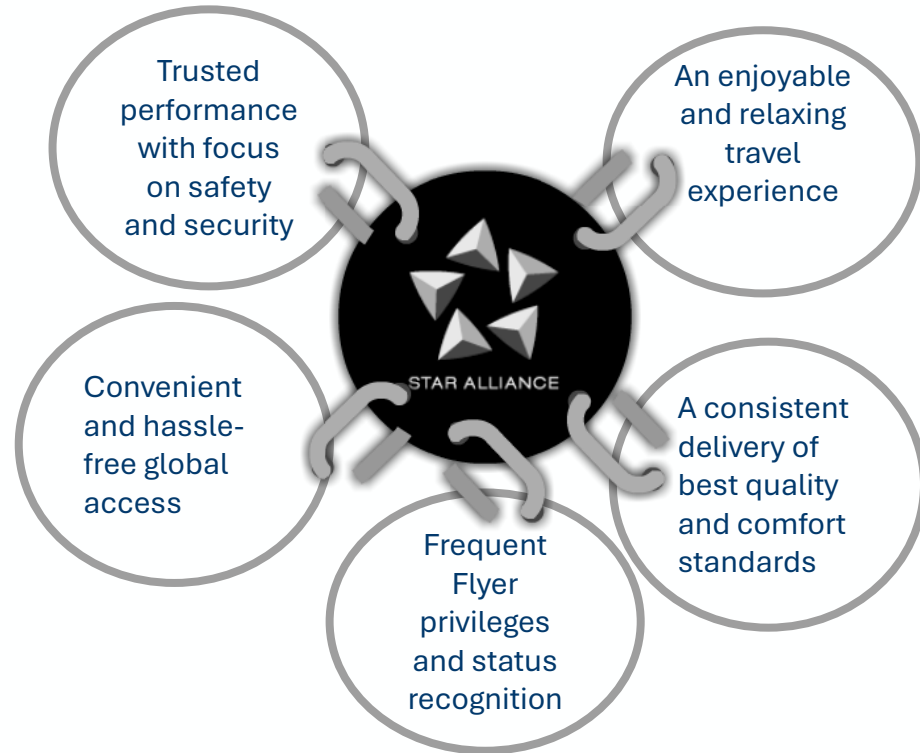 Trusted
performance
with focus
on safety
and security
An enjoyable
and relaxing
travel
experience
STAR ALLIANCE
Convenient
and hassle-
free global
access
A consistent
delivery of
best quality
and comfort
standards
Frequent
Flyer
privileges
and status
recognition